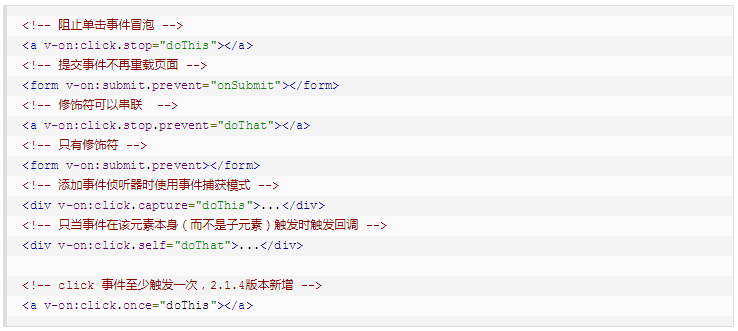 <!-- 阻止单击事件冒泡 -->
<a v-on:click.stop="doThis"></a>
<!-- 提交事件不再重载页面 -->
<form v-on:submit.prevent="onSubmit"></form>
<!-- 修饰符可以串联  -->
<a v-on:click.stop.prevent="doThat"></a>
<!-- 只有修饰符 -->
<form v-on:submit.prevent></form>
<!-- 添加事件侦听器时使用事件捕获模式 -->
<div v-on:click.capture="doThis">...</div>
<!-- 只当事件在该元素本身（而不是子元素）触发时触发回调 -->
<div v-on:click.self="doThat">...</div>
<!-- click 事件至少触发一次，2.1.4版本新增 -->
<a v-on:click.once="doThis"></a>